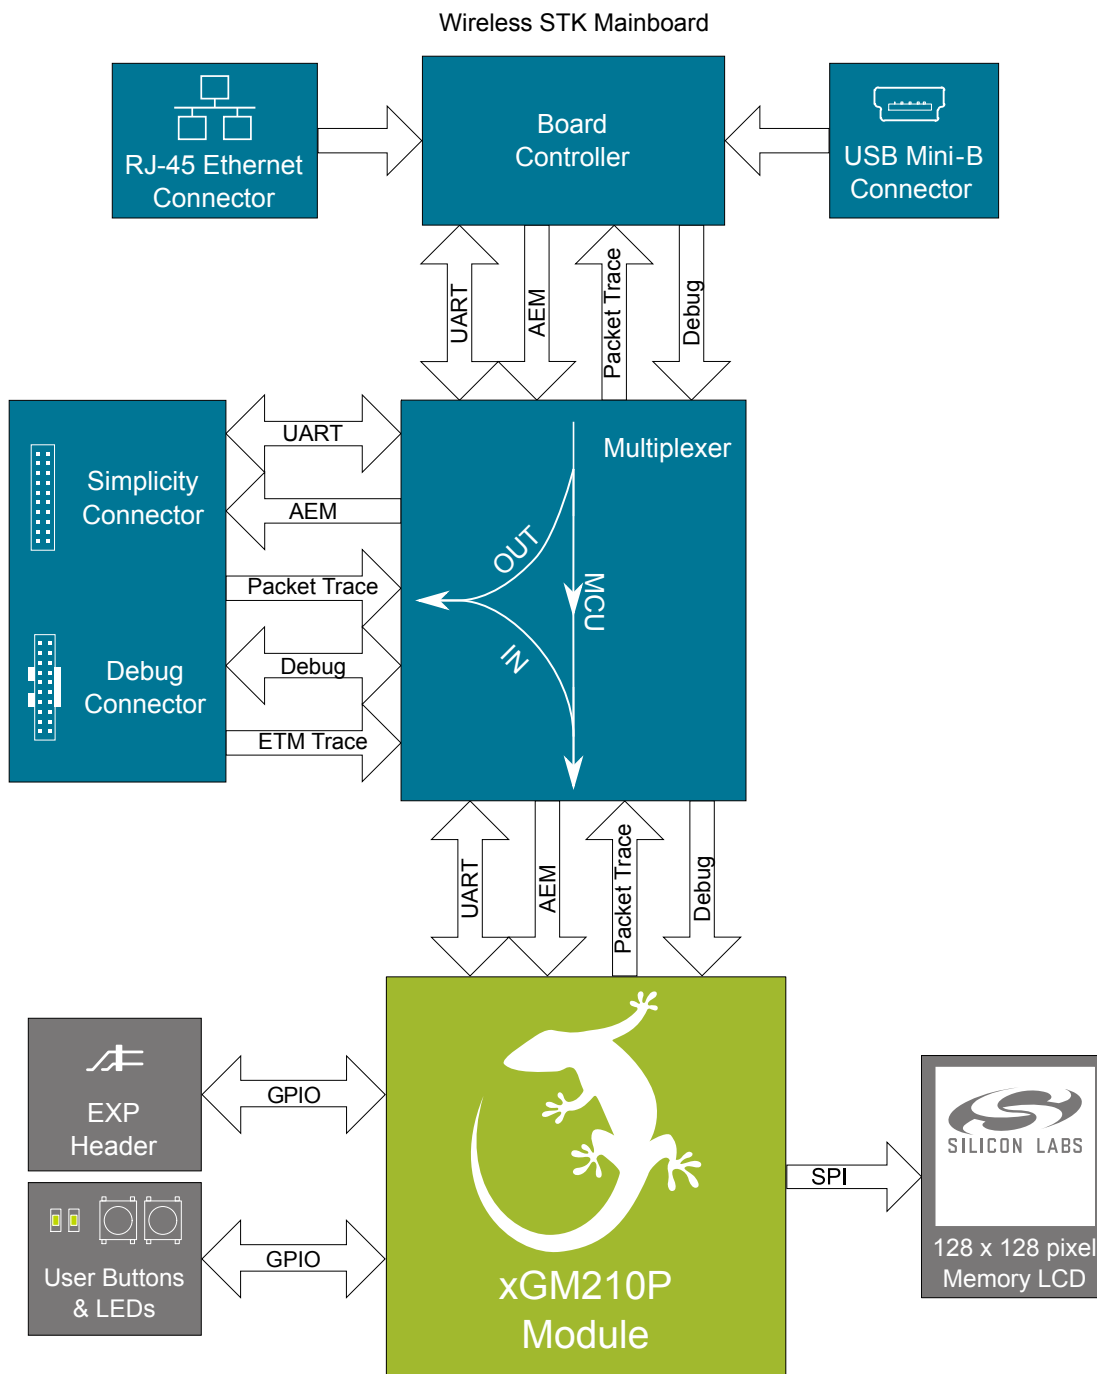 Wireless STK Mainboard
RJ-45 Ethernet
Connector
Board
Controller
USB Mini-B
Connector
UART
AEM
Packet Trace
Debug
Simplicity
Connector
Debug
Connector
UART
AEM
Packet Trace
Debug
ETM Trace
Multiplexer
OUT
MCU
IN
UART
AEM
Packet Trace
Debug
EXP
Header
GPIO
User Buttons
& LEDs
GPIO
xGM210P
Module
SPI
SILICON LABS
128 x 128 pixel
Memory LCD